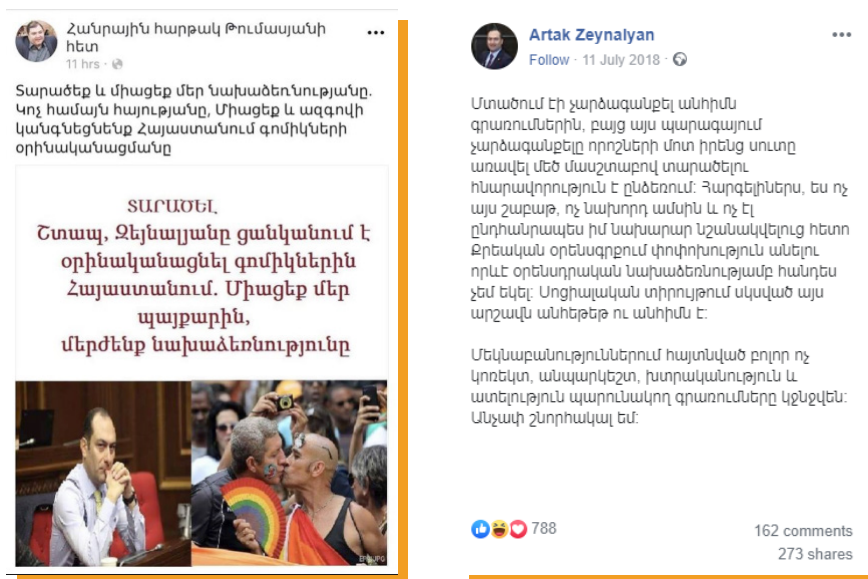 Հանրային հարթակ Թումասյանի
հետ
11 hrs ·
Տարածեք և միացեք մեր նախաձեռնությանը.
Կոչ համայն հայությանը, Միացեք և ազգովի
կանգնեցնենք Հայաստանում գոմիկների
օրինականացմանը
ՏԱՐԱԾԵԼ
Շտապ, Զեյնալյանը ցանկանում է
օրինականացնել գոմիկներին
Հայաստանում. Միացեք մեր
պայքարին,
մերժենք նախաձեռնությունը
Artak Zeynalyan
Follow · 11 July 2018 ·
Մտածում էի չարձագանքել անհիմն
գրառումներին, բայց այս պարագայում
չարձագանքելը որոշների մոտ իրենց սուտը
առավել մեծ մասշտաբով տարածելու
հնարավորություն է ընձեռում: Հարգելիներս, ես ոչ
այս շաբաթ, ոչ նախորդ ամսին և ոչ էլ
ընդհանրապես իմ նախարար նշանակվելուց հետո
Քրեական օրենսգրքում փոփոխություն անելու
որևէ օրենսդրական նախաձեռնությամբ հանդես
չեմ եկել: Սոցիալական տիրույթում սկսված այս
արշավն անհեթեթ ու անհիմն է:
Մեկնաբանություններում հայտնված բոլոր ոչ
կոռեկտ, անպարկեշտ, խտրականություն և
ատելություն պարունակող գրառումները կջնջվեն:
Անչափ շնորհակալ եմ:
788
162 comments
273 shares